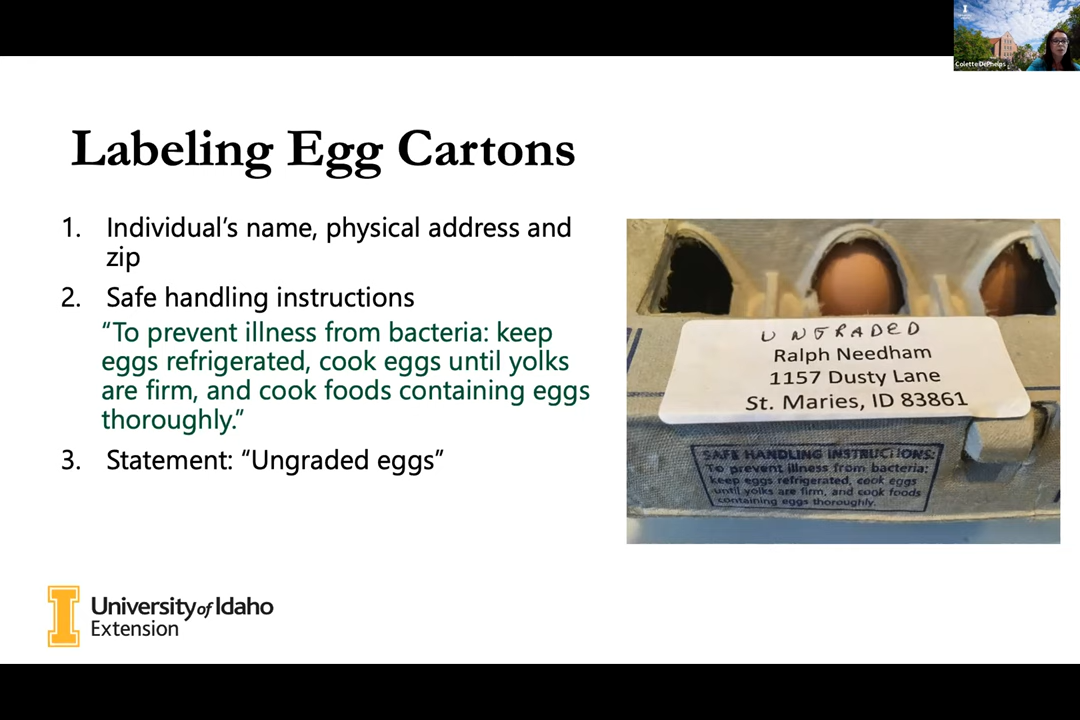 Colette DePhelps
Labeling Egg Cartons
1. Individual’s name, physical address and
zip
2. Safe handling instructions
“To prevent illness from bacteria: keep
eggs refrigerated, cook eggs until yolks
are firm, and cook foods containing eggs
thoroughly.”
3. Statement: “Ungraded eggs”
UNGRADED
Ralph Needham
1157 Dusty Lane
St. Maries, ID 83861
SAFE HANDLING INSTRUCTIONS:
To prevent illness from bacteria:
keep eggs refrigerated, cook eggs
until yolks are firm, and cook foods
containing eggs thoroughly.
University of Idaho
Extension